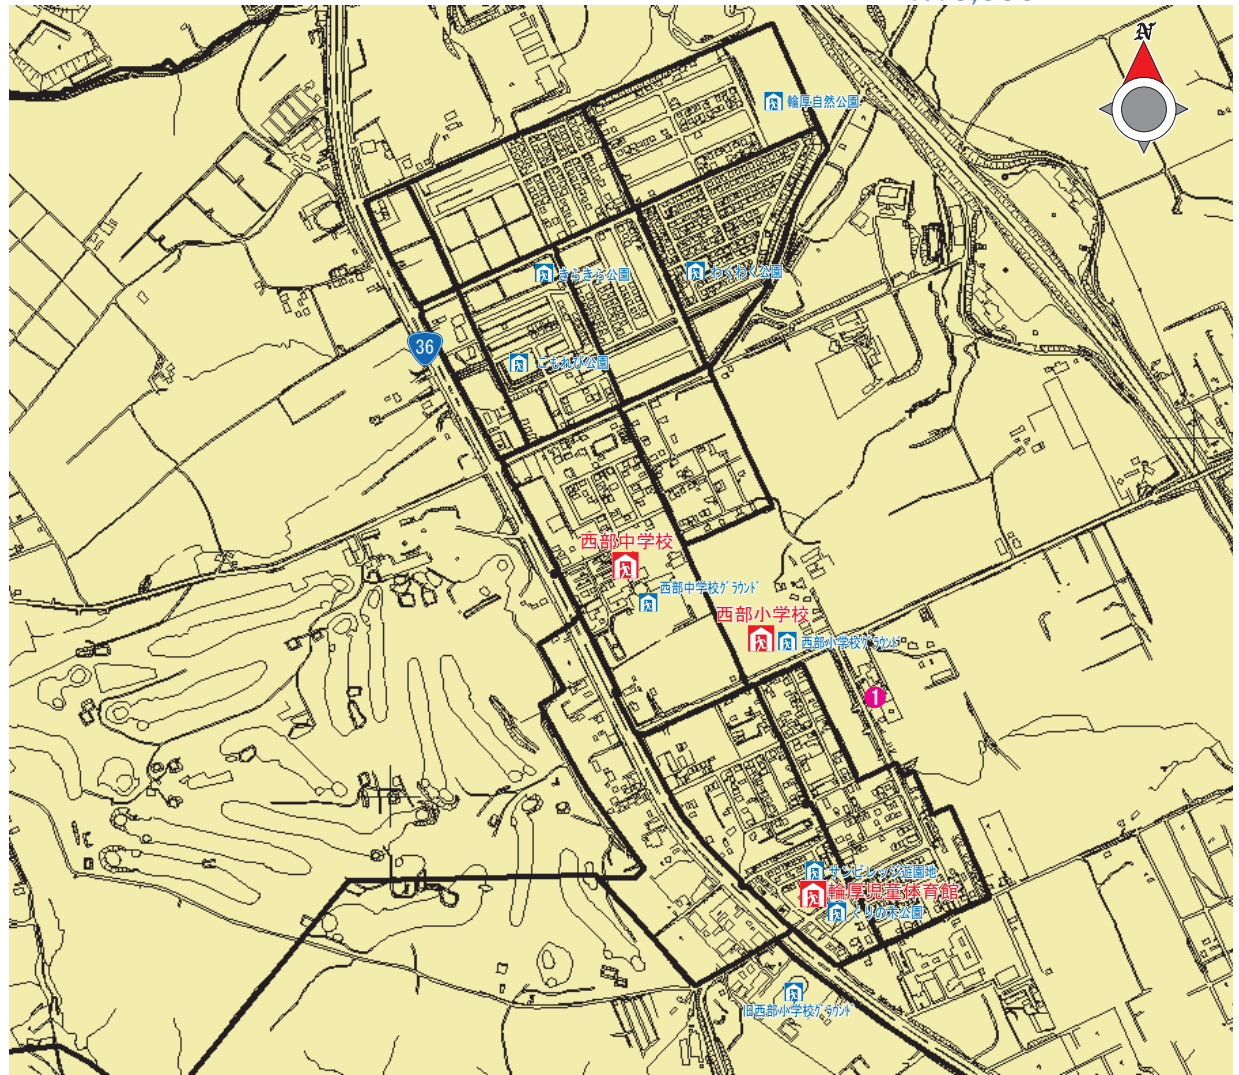 N
輪厚自然公園
きらきら公園
わくわく公園
36
こもれび公園
西部中学校
西部中学校グラウンド
西部小学校
西部小学校グラウンド
1
サンビレッジ遊園地
輪厚児童体育館
くりの木公園
旧西部小学校グラウンド